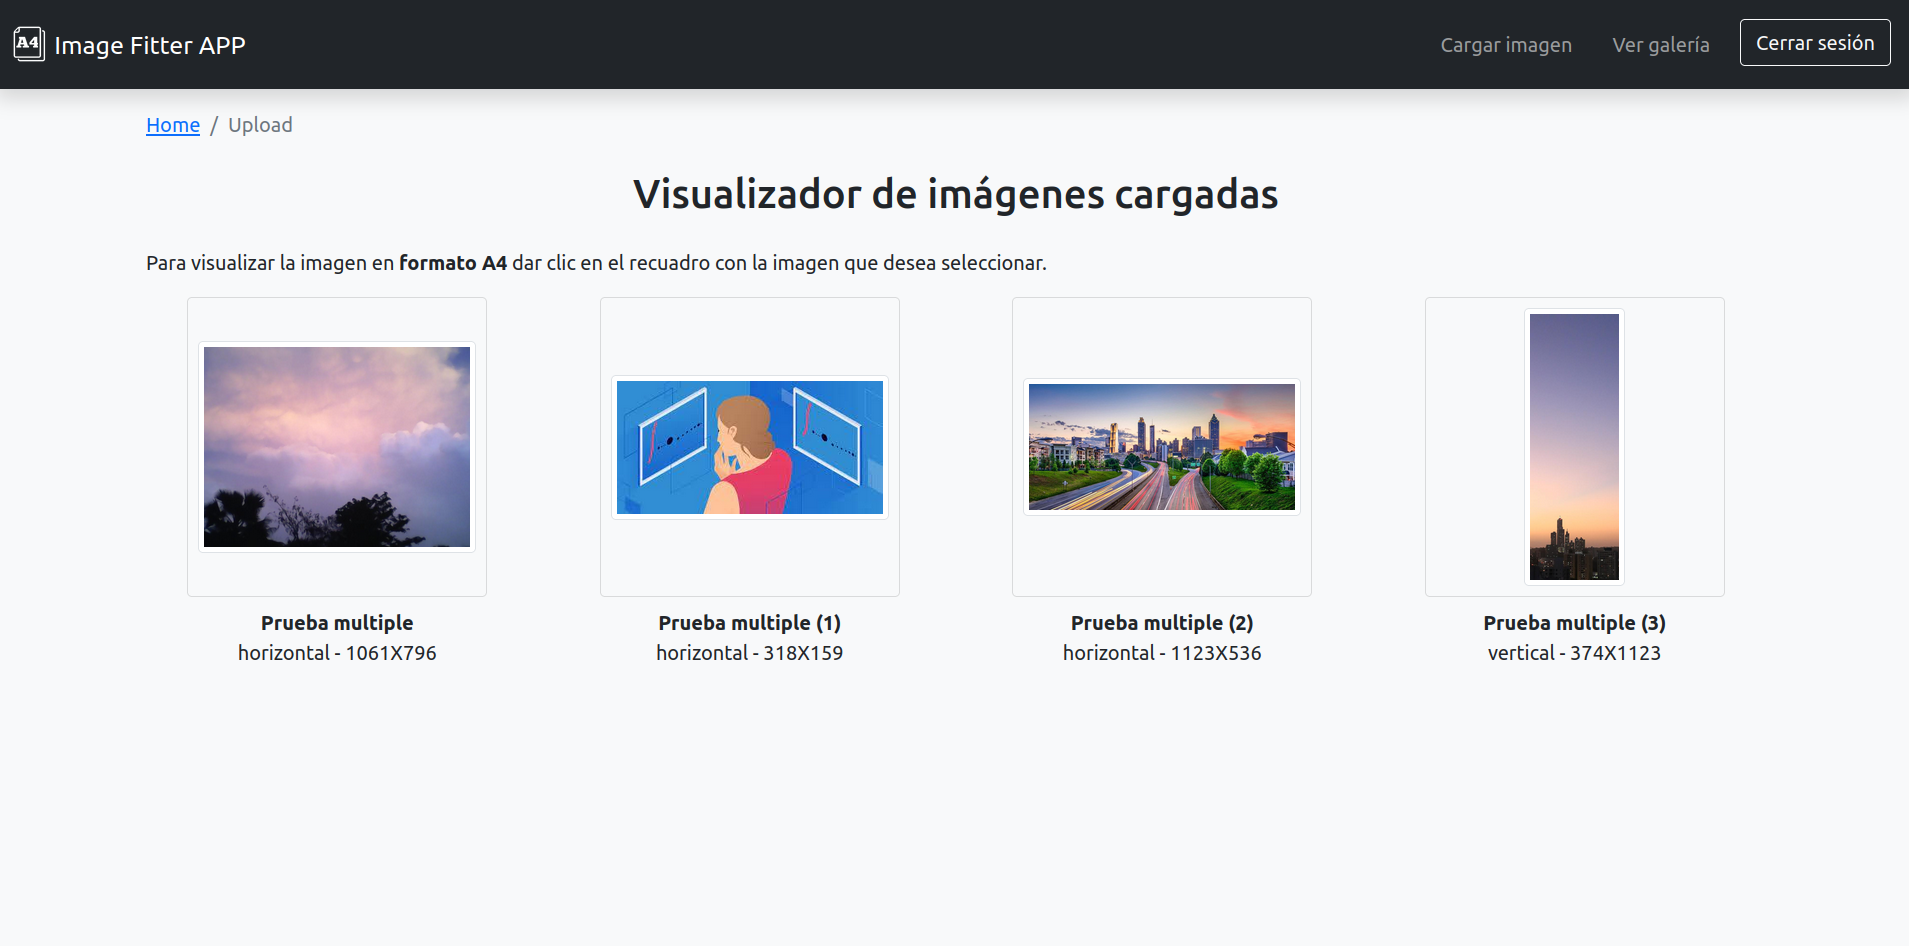 A4 Image Fitter APP
Cargar imagen Ver galería Cerrar sesión
Home / Upload
Visualizador de imágenes cargadas
Para visualizar la imagen en formato A4 dar clic en el recuadro con la imagen que desea seleccionar.
Prueba multiple
horizontal - 1061X796
Prueba multiple (1)
horizontal - 318X159
Prueba multiple (2)
horizontal - 1123X536
Prueba multiple (3)
vertical - 374X1123